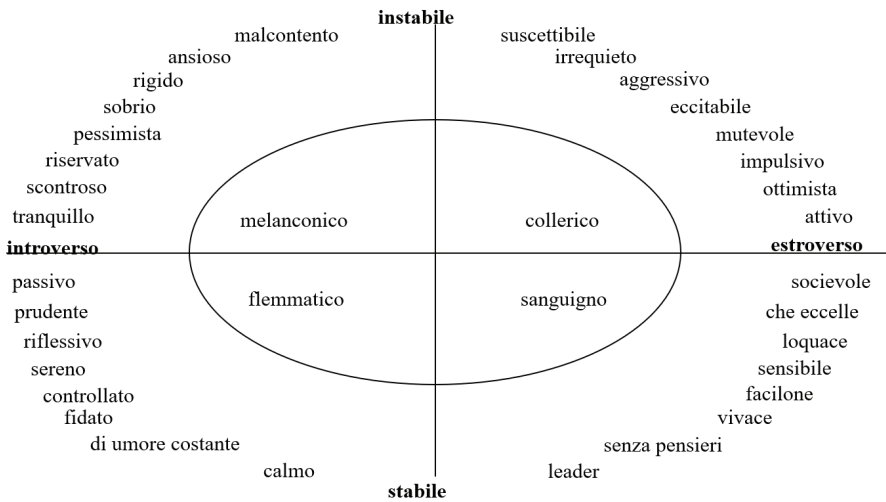 instabile
malcontento
ansioso
rigido
sobrio
pessimista
riservato
scontroso
tranquillo
suscettibile
irrequieto
aggressivo
eccitabile
mutevole
impulsivo
ottimista
attivo
melanconico
collerico
introverso
estroverso
flemmatico
sanguigno
passivo
prudente
riflessivo
sereno
controllato
fidato
di umore costante
calmo
socievole
che eccelle
loquace
sensibile
facilone
vivace
senza pensieri
leader
stabile